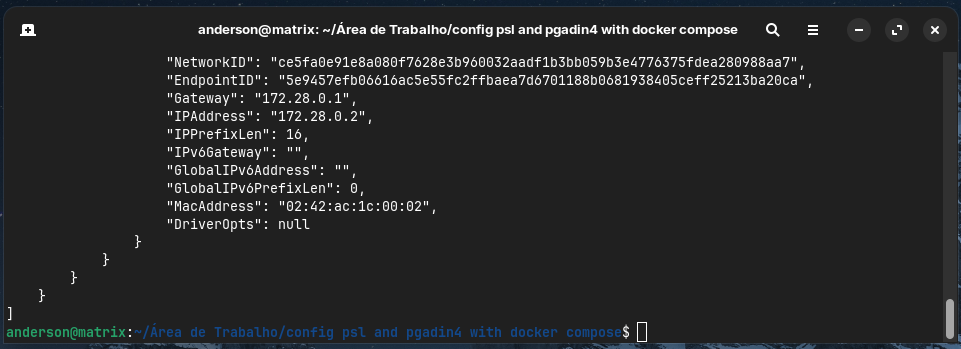 anderson@matrix: ~/Área de Trabalho/config psl and pgadin4 with docker compose
"NetworkID": "ce5fa0e91e8a080f7628e3b960032aadf1b3bb059b3e4776375fdea280988aa7",
"EndpointID": "5e9457efb06616ac5e55fc2ffbaea7d6701188b0681938405ceff25213ba20ca",
"Gateway": "172.28.0.1",
"IPAddress": "172.28.0.2",
"IPPrefixLen": 16,
"IPv6Gateway": "",
"GlobalIPv6Address": "",
"GlobalIPv6PrefixLen": 0,
"MacAddress": "02:42:ac:1c:00:02",
"DriverOpts": null
}
}
}
}
]
anderson@matrix:~/Área de Trabalho/config psl and pgadin4 with docker compose$